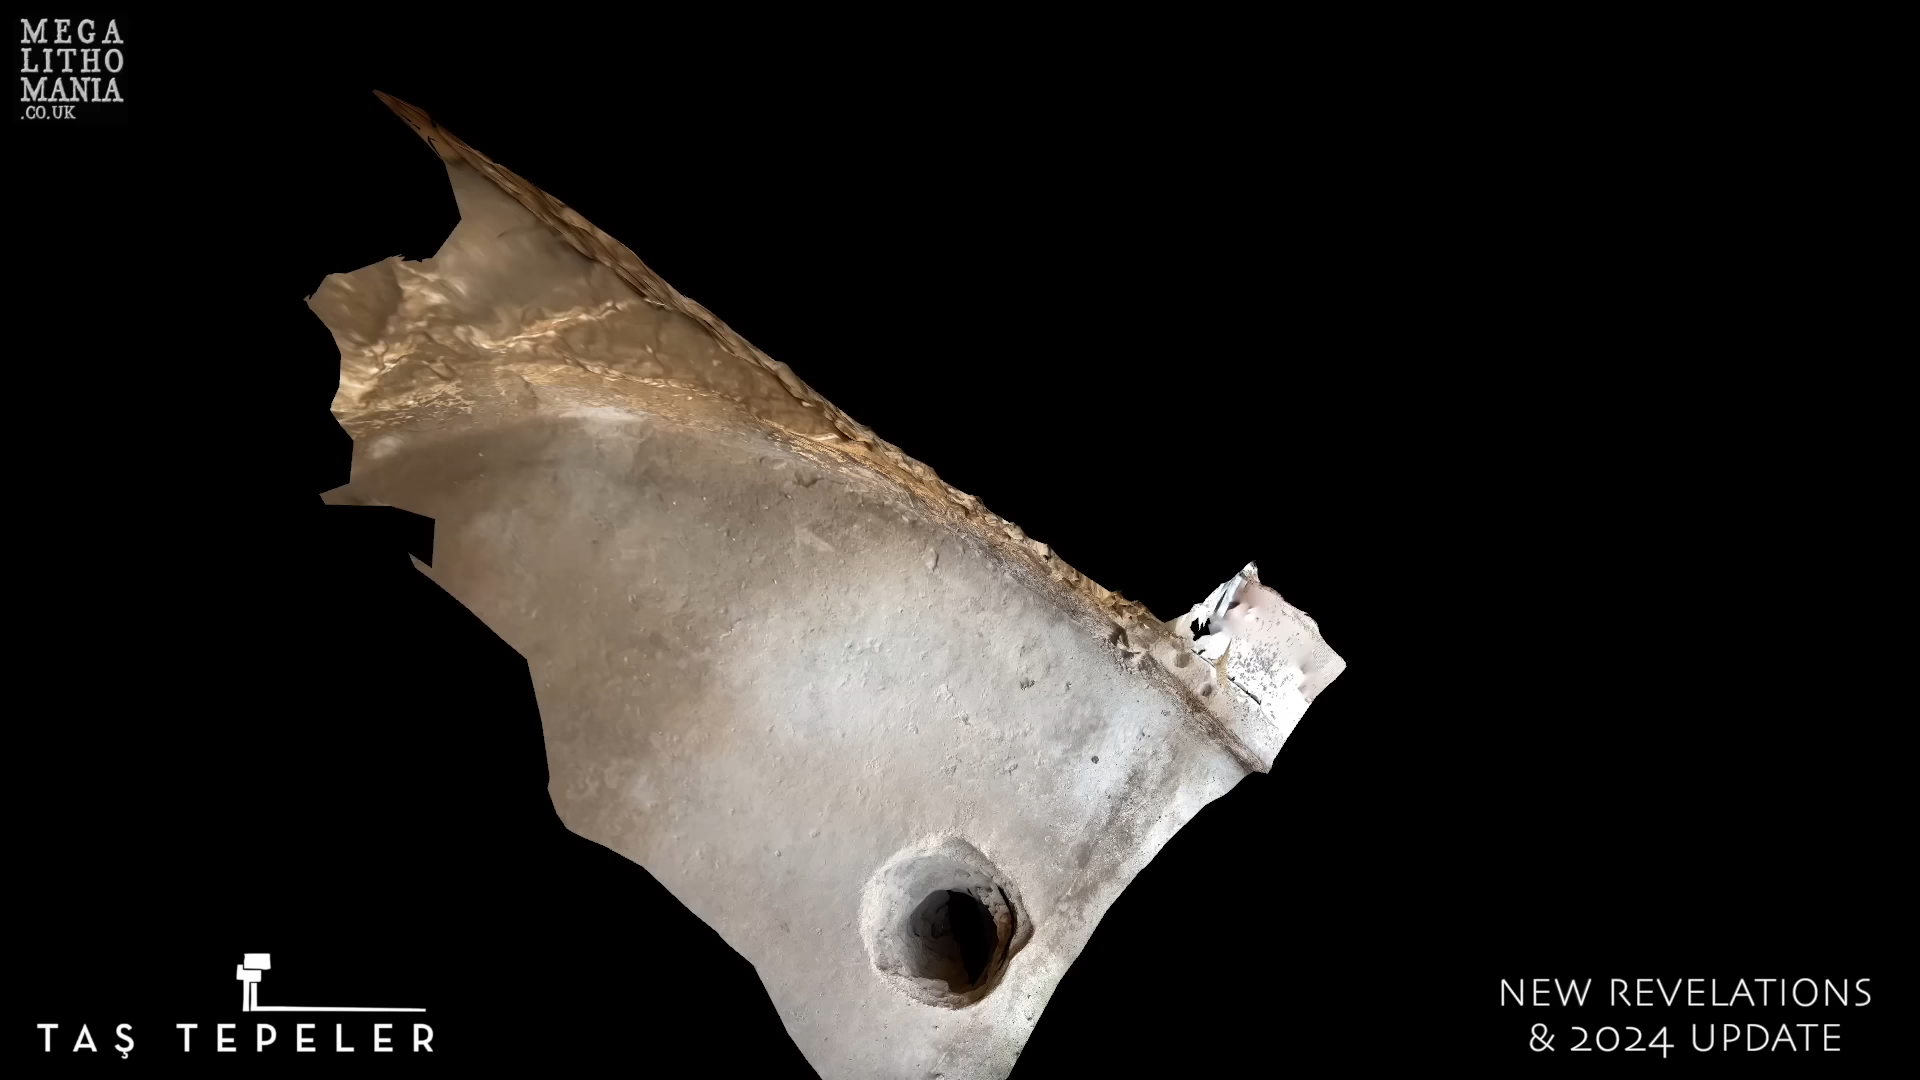 MEGA
LITHO
MANIA
.CO.UK
TAŞ TEPELER
NEW REVELATIONS
& 2024 UPDATE